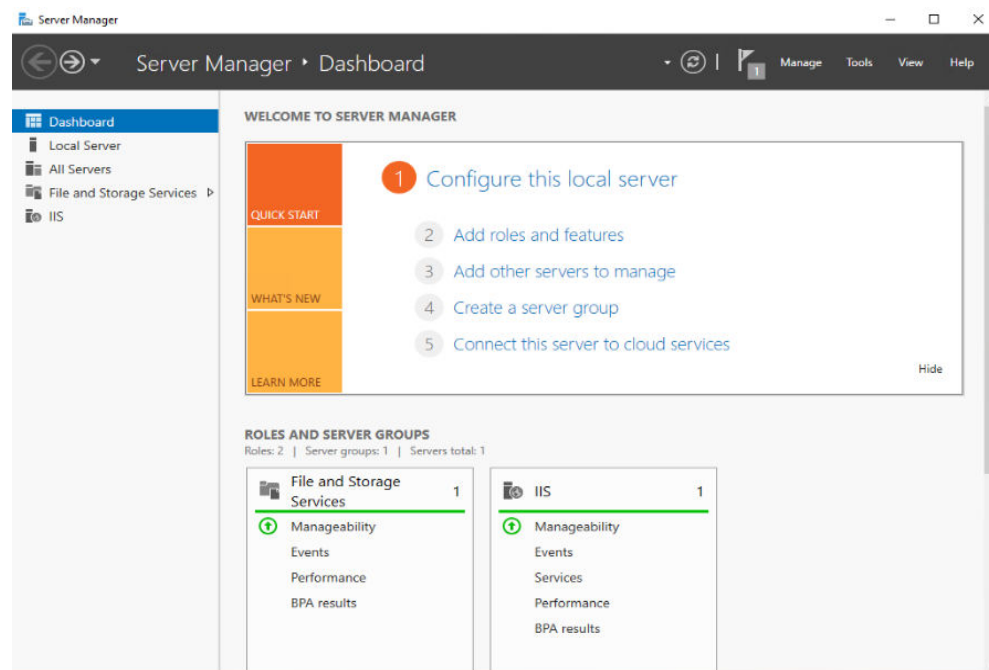 Server Manager
Server Manager • Dashboard
1
Manage Tools View Help
Dashboard
Local Server
All Servers
File and Storage Services
IIS
WELCOME TO SERVER MANAGER
QUICK START
WHAT'S NEW
LEARN MORE
1 Configure this local server
2 Add roles and features
3 Add other servers to manage
4 Create a server group
5 Connect this server to cloud services
Hide
ROLES AND SERVER GROUPS
Roles: 2 | Server groups: 1 | Servers total: 1
File and Storage
Services
1
Manageability
Events
Performance
BPA results
IIS 1
Manageability
Events
Services
Performance
BPA results